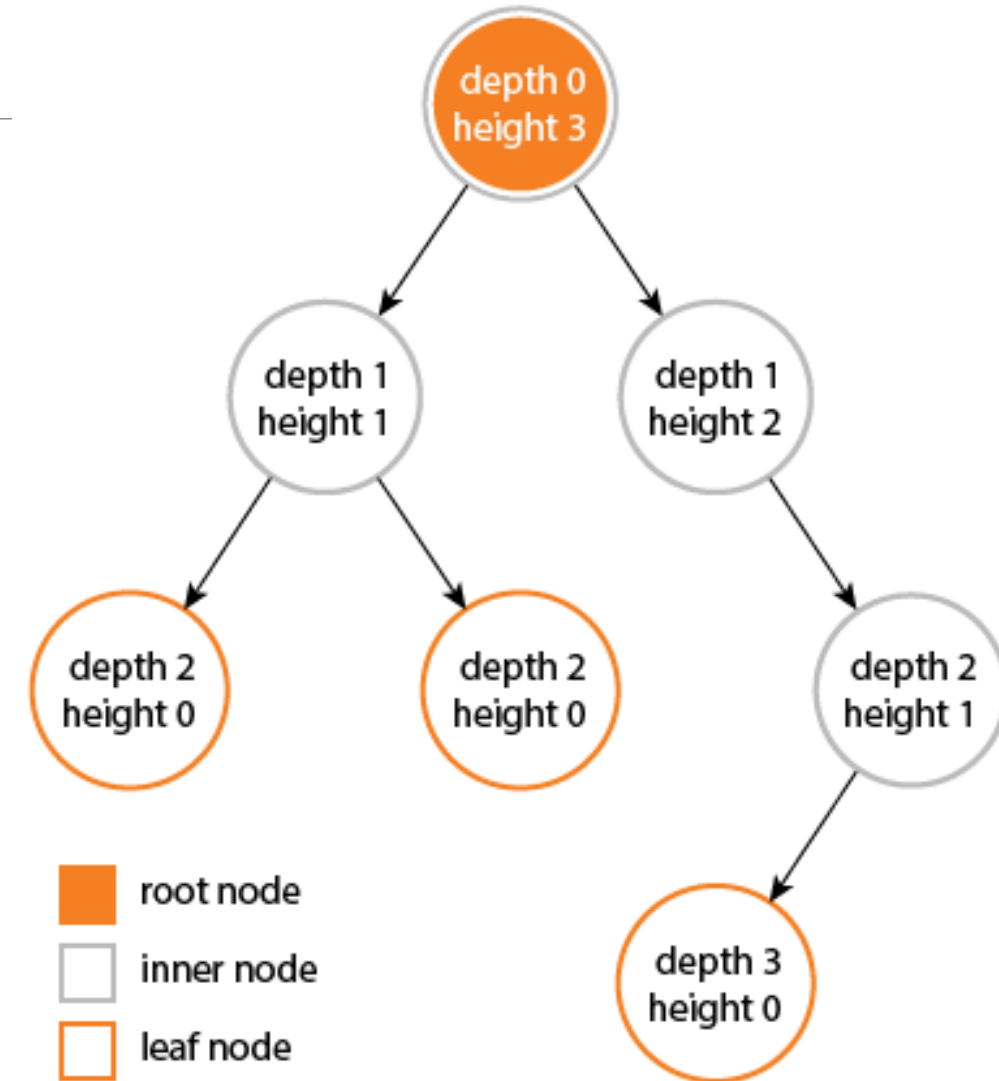 depth 0
height 3
depth 1
height 1
depth 1
height 2
depth 2
height 0
depth 2
height 0
depth 2
height 1
depth 3
height 0
root node
inner node
leaf node